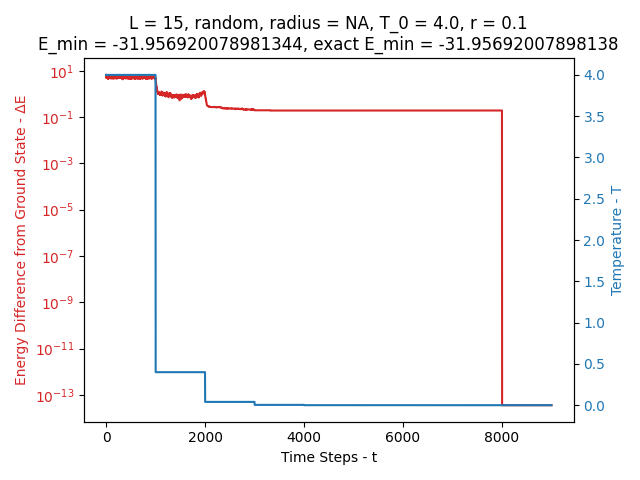 L = 15, random, radius = NA, T_0 = 4.0, r = 0.1
E_min = -31.956920078981344, exact E_min = -31.95692007898138
10^1
10^-1
10^-3
10^-5
10^-7
10^-9
10^-11
10^-13
Energy Difference from Ground State - ΔE
4.0
3.5
3.0
2.5
2.0
1.5
1.0
0.5
0.0
Temperature - T
0 2000 4000 6000 8000
Time Steps - t